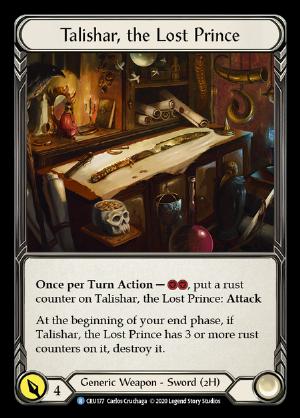 Talishar, the Lost Prince
Once per Turn Action — , put a rust
counter on Talishar, the Lost Prince: Attack
At the beginning of your end phase, if
Talishar, the Lost Prince has 3 or more rust
counters on it, destroy it.
4
Generic Weapon - Sword (2H)
R CRU177 Carlos Cruchaga © 2020 Legend Story Studios